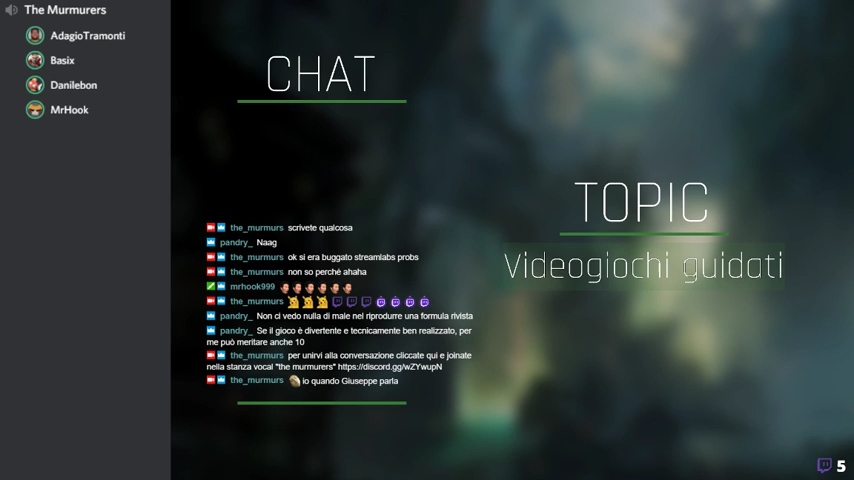 The Murmurers
AdagioTramonti
Basix
Danilebon
MrHook
CHAT
the_murmurs scrivete qualcosa
pandry_ Naag
the_murmurs ok si era buggato streamlabs probs
the_murmurs non so perché ahaha
mrhook999
the_murmurs
pandry_ Non ci vedo nulla di male nel riprodurre una formula rivista
pandry_ Se il gioco è divertente e tecnicamente ben realizzato, per
me può meritare anche 10
the_murmurs per unirvi alla conversazione cliccate qui e joinate
nella stanza vocal "the murmurers" https://discord.gg/wZYwupN
the_murmurs io quando Giuseppe parla
TOPIC
Videogiochi guidati
5